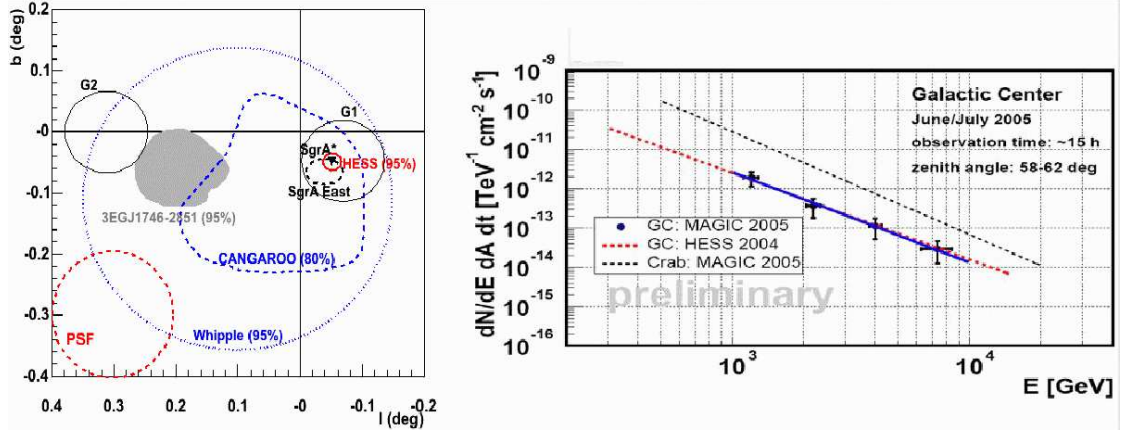 b (deg)
0.2
0.1
-0
-0.1
-0.2
-0.3
-0.4
G2
G1
SgrA*
HESS (95%)
SgrA East
3EGJ1746-2851 (95%)
CANGAROO (80%)
Whipple (95%)
PSF
0.4 0.3 0.2 0.1 -0 -0.1 -0.2
l (deg)
dN/dE dA dt [TeV-1 cm-2 s-1]
10-9
10-10
10-11
10-12
10-13
10-14
10-15
10-16
Galactic Center
June/July 2005
observation time: ~15 h
zenith angle: 58-62 deg
GC: MAGIC 2005
GC: HESS 2004
Crab: MAGIC 2005
preliminary
103 104
E [GeV]